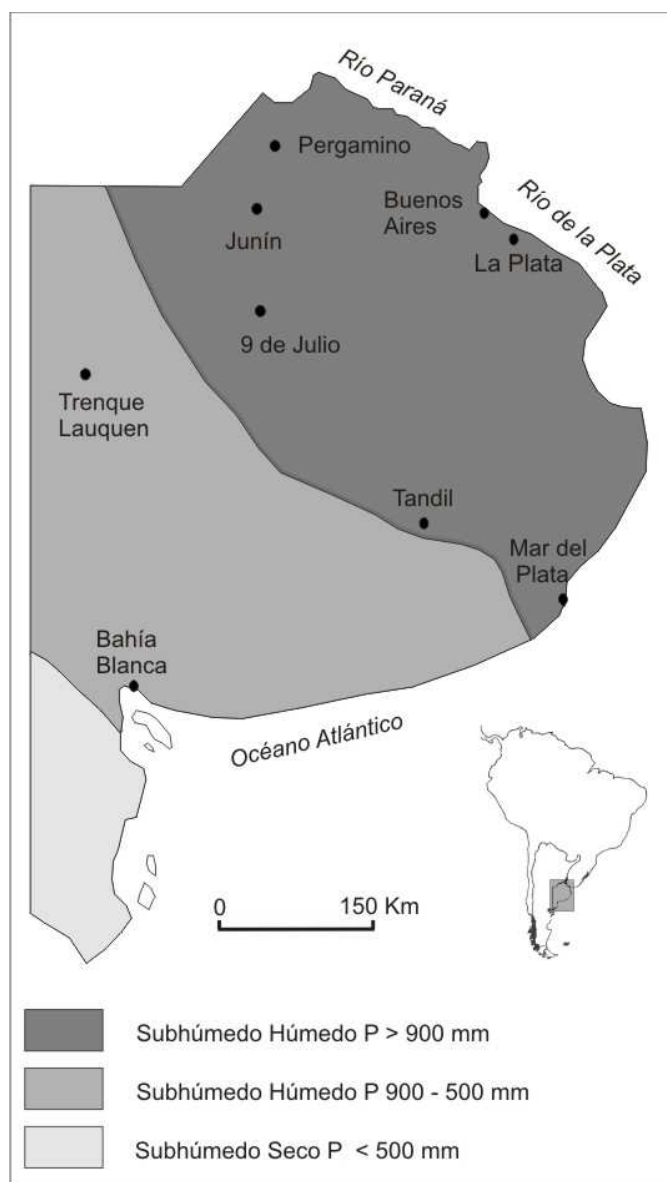 Río Paraná
Pergamino
Buenos
Aires
Río de la Plata
Junín
La Plata
9 de Julio
Trenque
Lauquen
Tandil
Mar del
Plata
Bahía
Blanca
Océano Atlántico
0 150 Km
Subhúmedo Húmedo P > 900 mm
Subhúmedo Húmedo P 900 - 500 mm
Subhúmedo Seco P < 500 mm